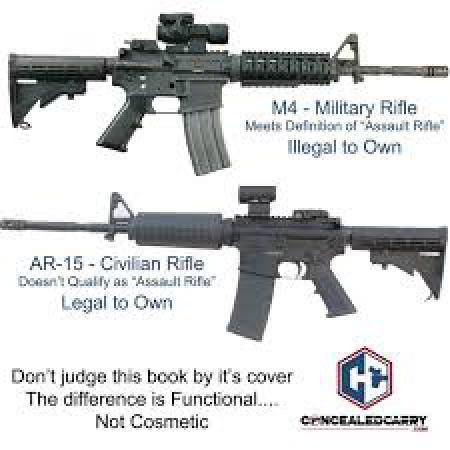 M4 - Military Rifle
Meets Definition of "Assault Rifle"
Illegal to Own
AR-15 - Civilian Rifle
Doesn't Qualify as "Assault Rifle"
Legal to Own
Don't judge this book by it's cover
The difference is Functional....
Not Cosmetic
CONCEALEDCARRY
.COM